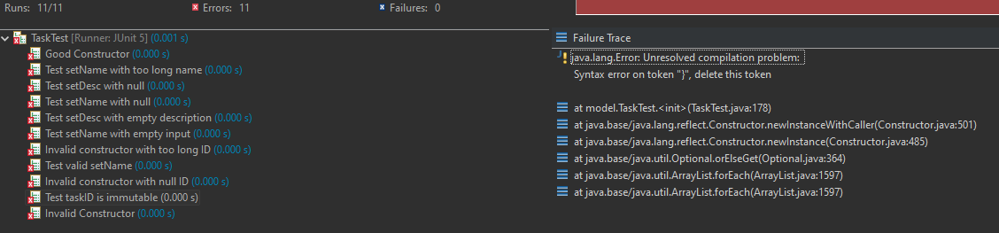 Runs: 11/11 Errors: 11 Failures: 0
TaskTest [Runner: JUnit 5] (0.001 s)
Good Constructor (0.000 s)
Test setName with too long name (0.000 s)
Test setDesc with null (0.000 s)
Test setName with null (0.000 s)
Test setDesc with empty description (0.000 s)
Test setName with empty input (0.000 s)
Invalid constructor with too long ID (0.000 s)
Test valid setName (0.000 s)
Invalid constructor with null ID (0.000 s)
Test taskID is immutable (0.000 s)
Invalid Constructor (0.000 s)
Failure Trace
java.lang.Error: Unresolved compilation problem:
Syntax error on token "}", delete this token
at model.TaskTest.<init>(TaskTest.java:178)
at java.base/java.lang.reflect.Constructor.newInstanceWithCaller(Constructor.java:501)
at java.base/java.lang.reflect.Constructor.newInstance(Constructor.java:485)
at java.base/java.util.Optional.orElseGet(Optional.java:364)
at java.base/java.util.ArrayList.forEach(ArrayList.java:1597)
at java.base/java.util.ArrayList.forEach(ArrayList.java:1597)